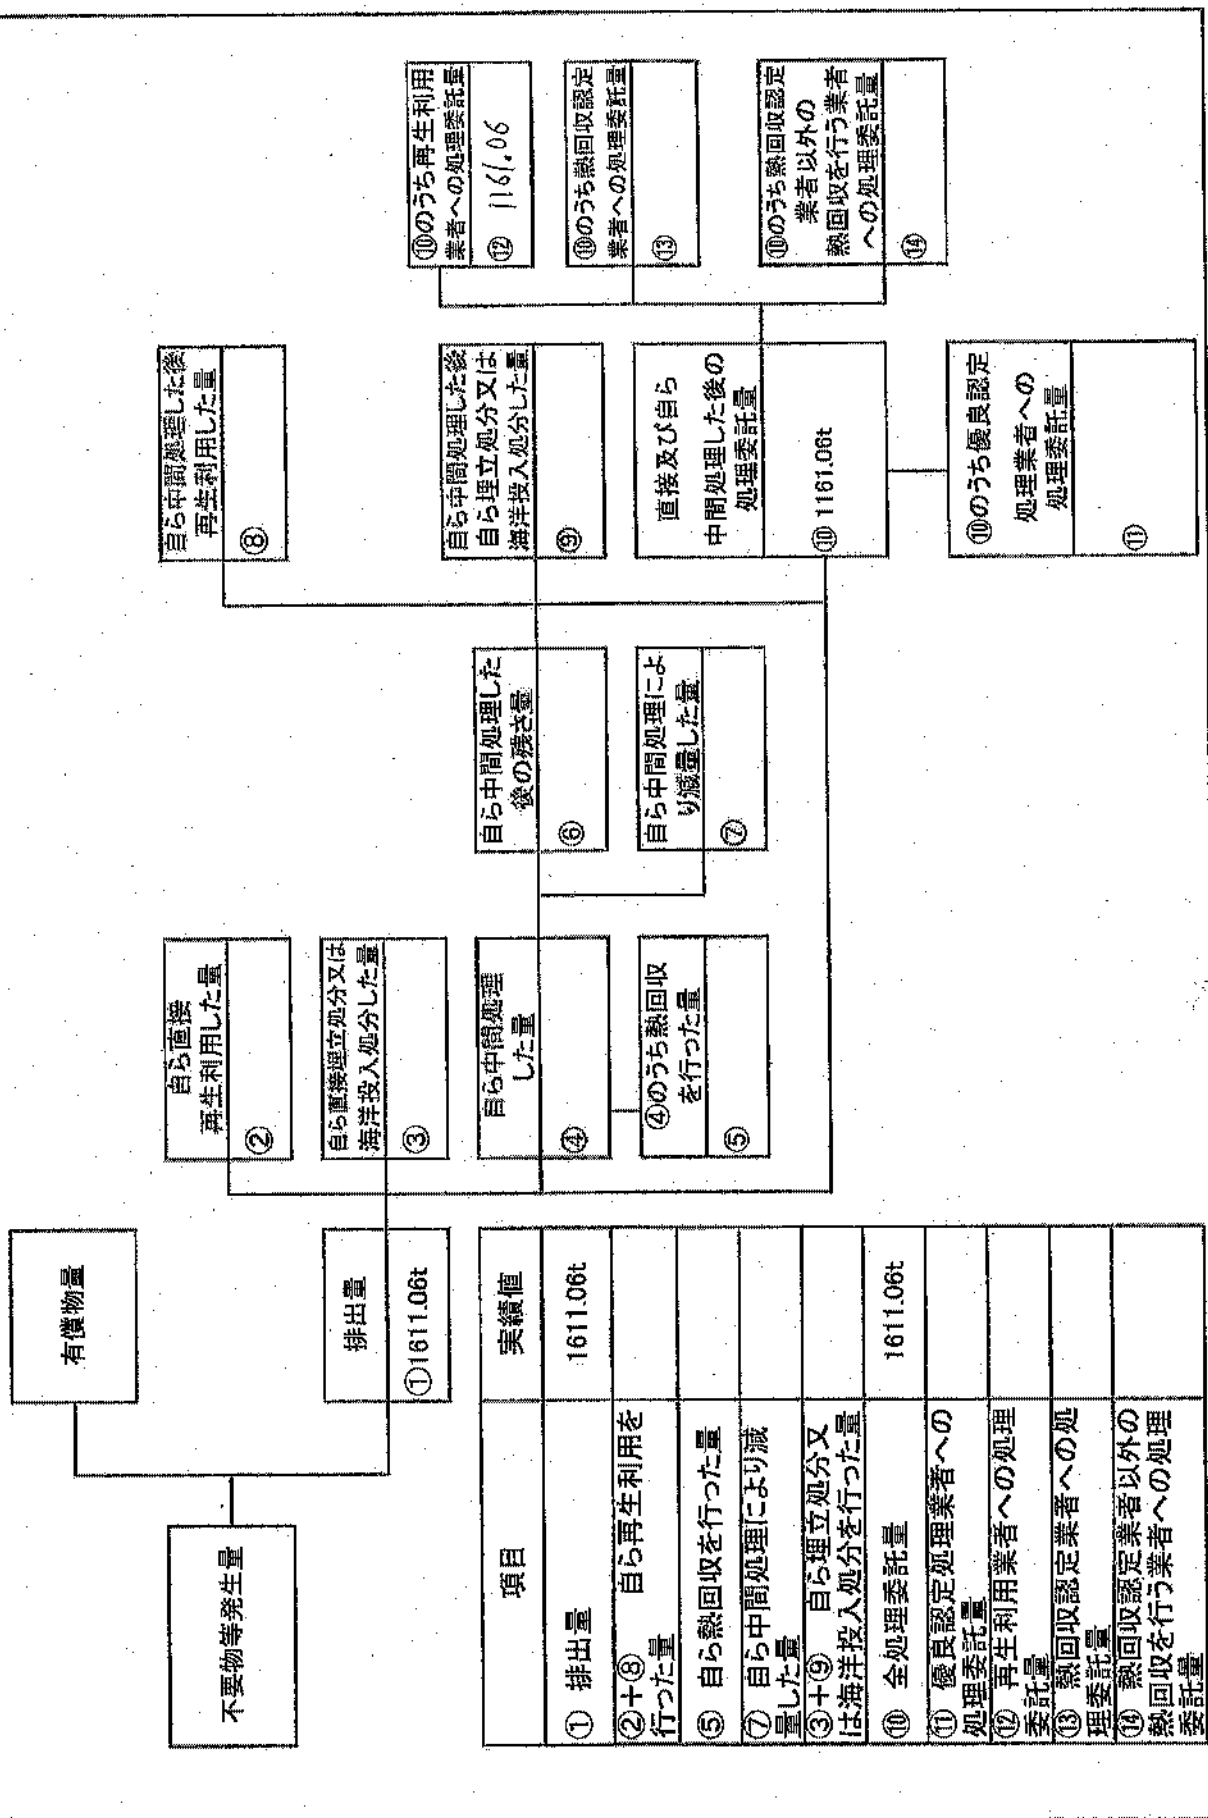 不要物等発生量
有償物量
排出量
①1611.06t
自ら直接
再生利用した量
②
自ら直接埋立処分又は
海洋投入処分した量
③
自ら中間処理
した量
④
④のうち熱回収
を行った量
⑤
自ら中間処理した
後の残さ量
⑥
自ら中間処理によ
り減量した量
⑦
自ら中間処理した後
再生利用した量
⑧
自ら中間処理した後
自ら埋立処分又は
海洋投入処分した量
⑨
直接及び自ら
中間処理した後の
処理委託量
⑩ 1161.06t
⑩のうち優良認定
処理業者への
処理委託量
⑪
⑩のうち再生利用
業者への処理委託量
⑫ 1161.06
⑩のうち熱回収認定
業者への処理委託量
⑬
⑩のうち熱回収認定
業者以外の
熱回収を行う業者
への処理委託量
⑭
項目 実績値
① 排出量 1611.06t
②+⑧ 自ら再生利用を
行った量
⑤ 自ら熱回収を行った量
⑦ 自ら中間処理により減
量した量
③+⑨ 自ら埋立処分又
は海洋投入処分を行った量
⑩ 全処理委託量 1611.06t
⑪ 優良認定処理業者への
処理委託量
⑫ 再生利用業者への処理
委託量
⑬ 熱回収認定業者への処
理委託量
⑭ 熱回収認定業者以外の
熱回収を行う業者への処理
委託量